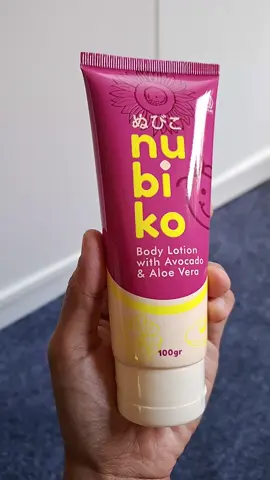 ぬびこ
nu
bi
ko
Body Lotion
with Avocado
& Aloe Vera
100gr